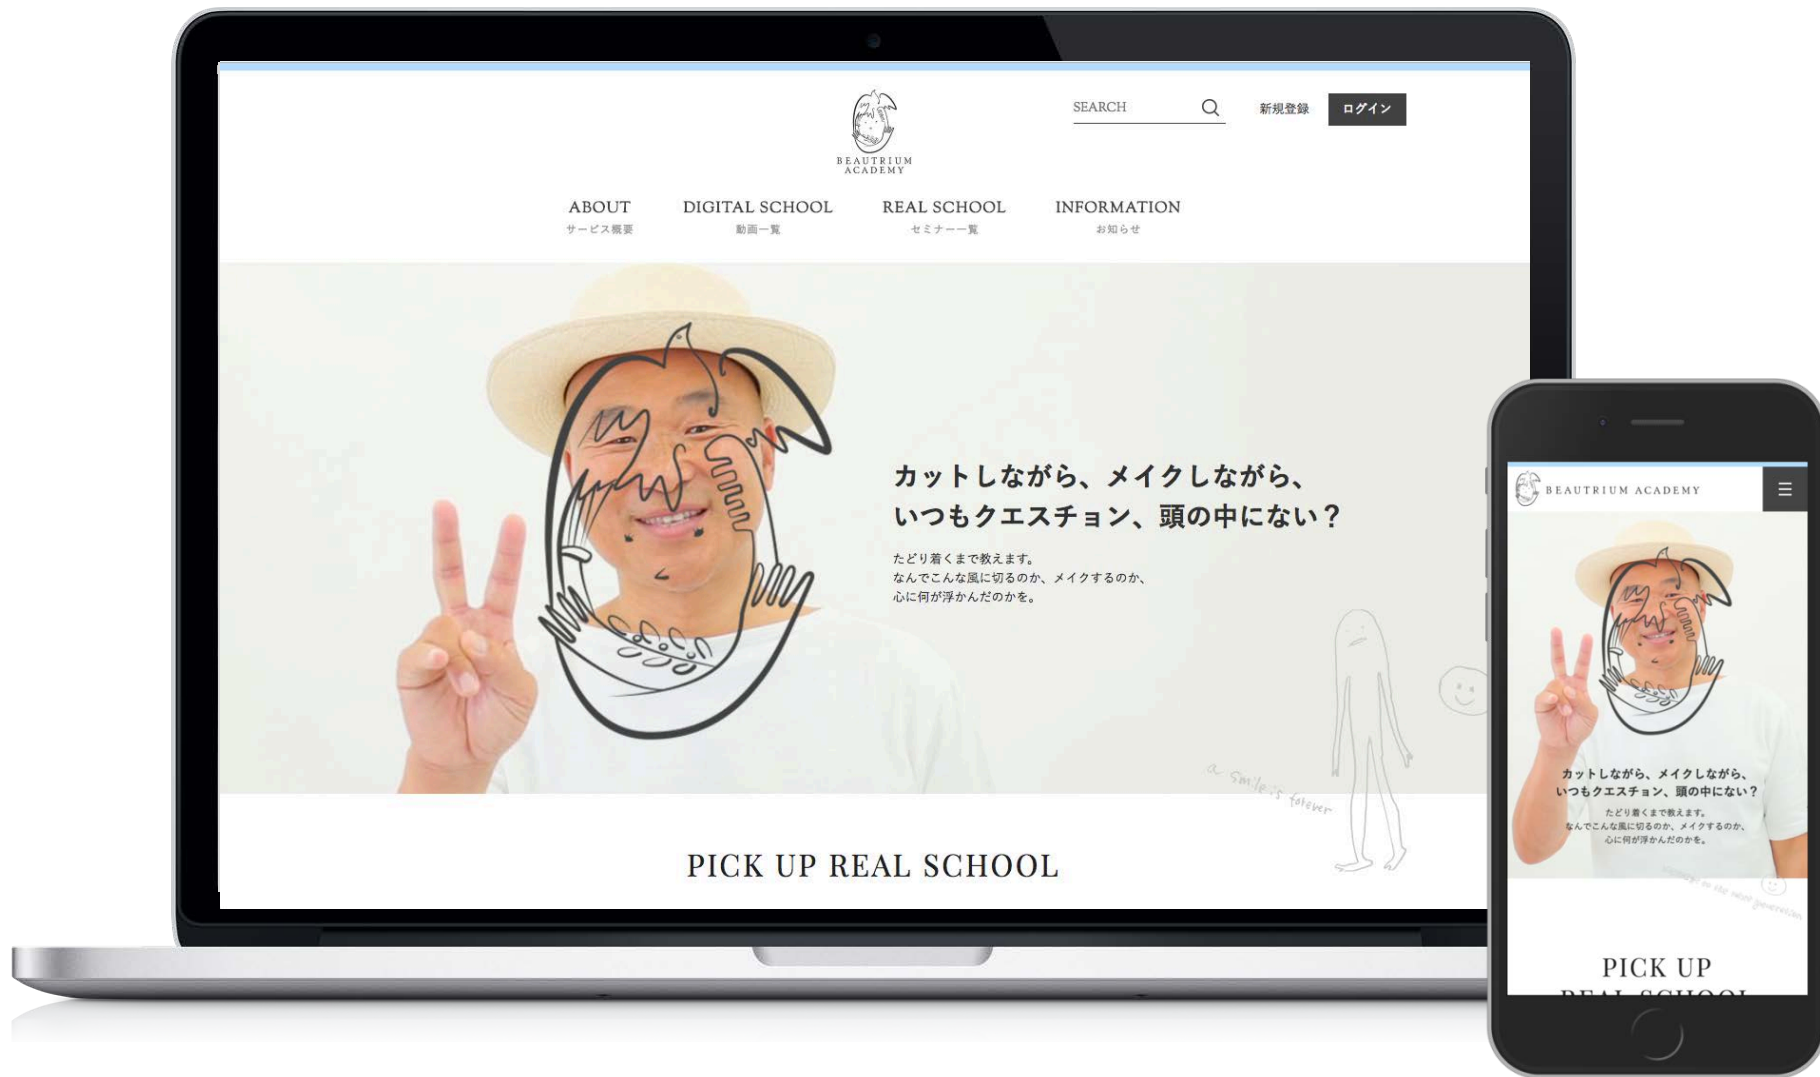 BEAUTRIUM
ACADEMY
SEARCH
新規登録
ログイン
ABOUT
DIGITAL SCHOOL
REAL SCHOOL
INFORMATION
サービス概要
動画一覧
セミナー一覧
お知らせ
カットしながら、メイクしながら、
いつもクエスチョン、頭の中にない？
たどり着くまで教えます。
なんでこんな風に切るのか、メイクするのか、
心に何が浮かんだのかを。
a smile is forever
PICK UP REAL SCHOOL
BEAUTRIUM ACADEMY
カットしながら、メイクしながら、
いつもクエスチョン、頭の中にない？
たどり着くまで教えます。
なんでこんな風に切るのか、メイクするのか、
心に何が浮かんだのかを。
PICK UP
REAL SCHOOL